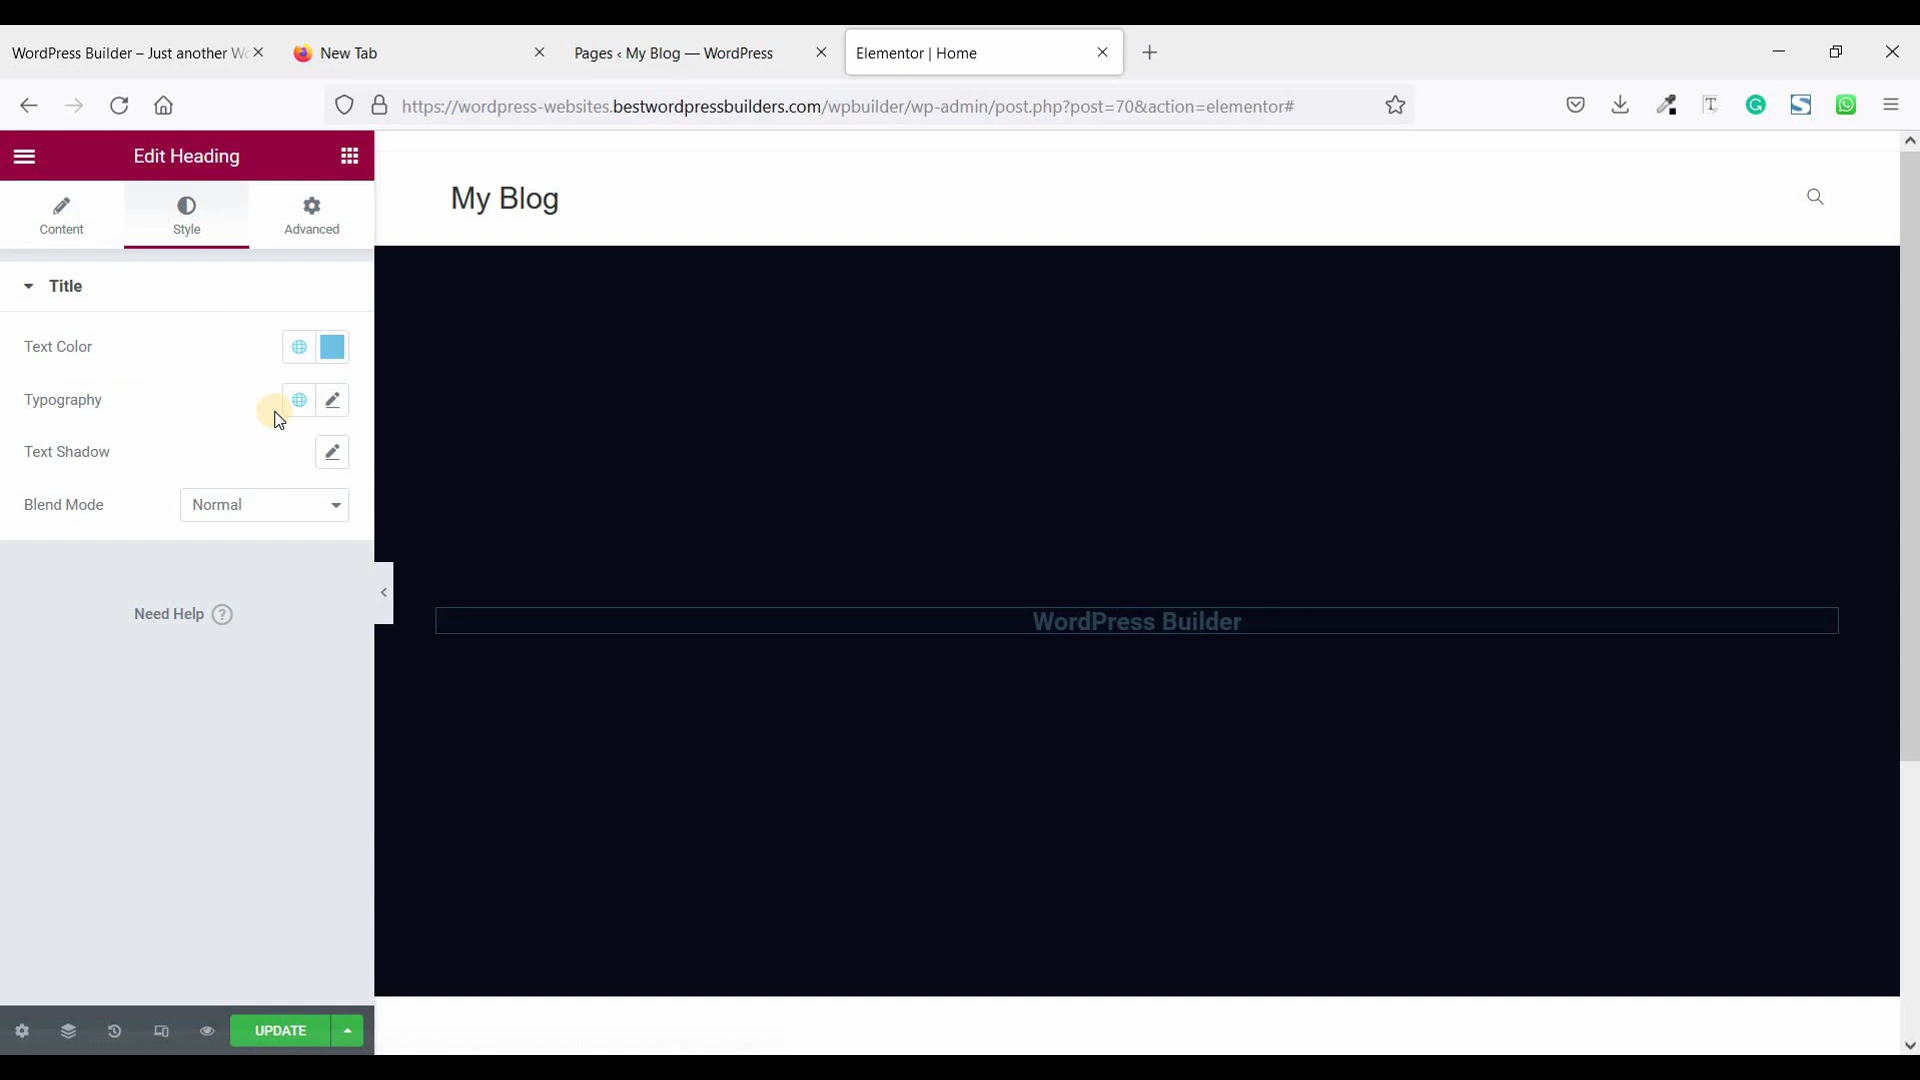 WordPress Builder – Just another Wo
New Tab
Pages ‹ My Blog — WordPress
Elementor | Home
https://wordpress-websites.bestwordpressbuilders.com/wpbuilder/wp-admin/post.php?post=70&action=elementor#
Edit Heading
Content
Style
Advanced
My Blog
Title
Text Color
Typography
Text Shadow
Blend Mode
Normal
Need Help ?
WordPress Builder
UPDATE